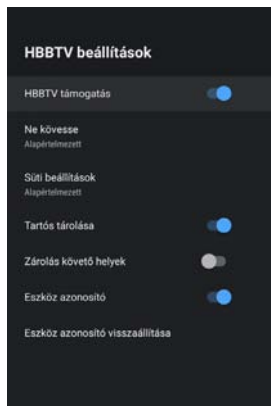 HBBTV beállítások
HBBTV támogatás
Ne kövesse
Alapértelmezett
Süti beállítások
Alapértelmezett
Tartós tárolása
Zárolás követő helyek
Eszköz azonosító
Eszköz azonosító visszaállítása